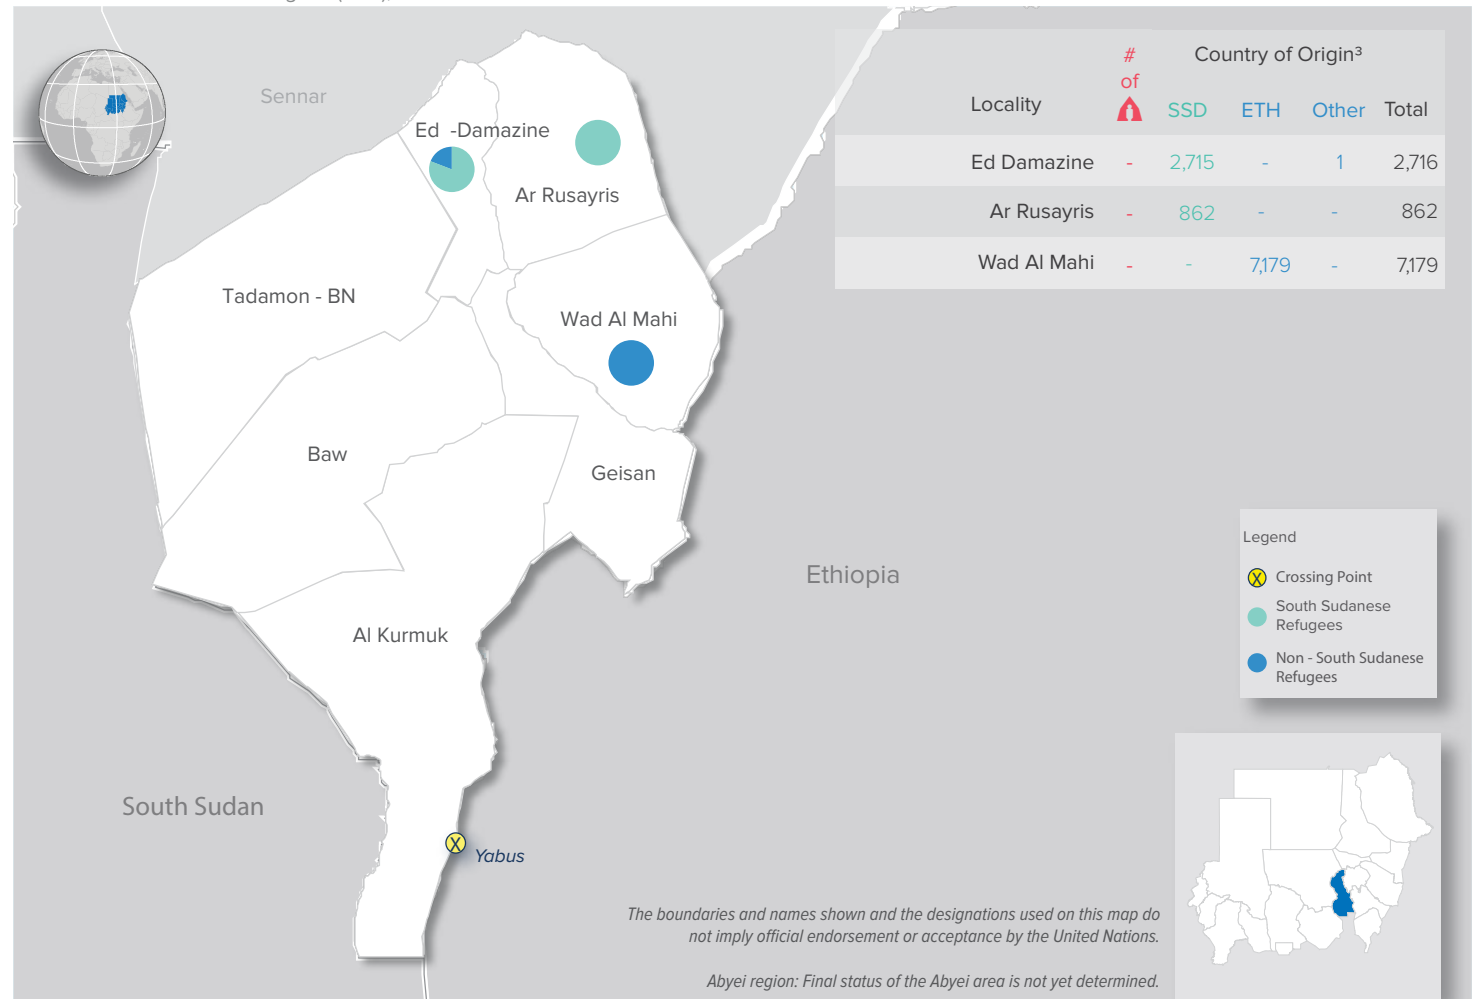 Sennar
Ed -Damazine
Ar Rusayris
Tadamon - BN
Wad Al Mahi
Baw
Geisan
Ethiopia
Al Kurmuk
South Sudan
X
Yabus
# of Country of Origin³
Locality SSD ETH Other Total
Ed Damazine - 2,715 - 1 2,716
Ar Rusayris - 862 - - 862
Wad Al Mahi - - 7,179 - 7,179
Legend
X Crossing Point
South Sudanese
Refugees
Non - South Sudanese
Refugees
The boundaries and names shown and the designations used on this map do
not imply official endorsement or acceptance by the United Nations.
Abyei region: Final status of the Abyei area is not yet determined.